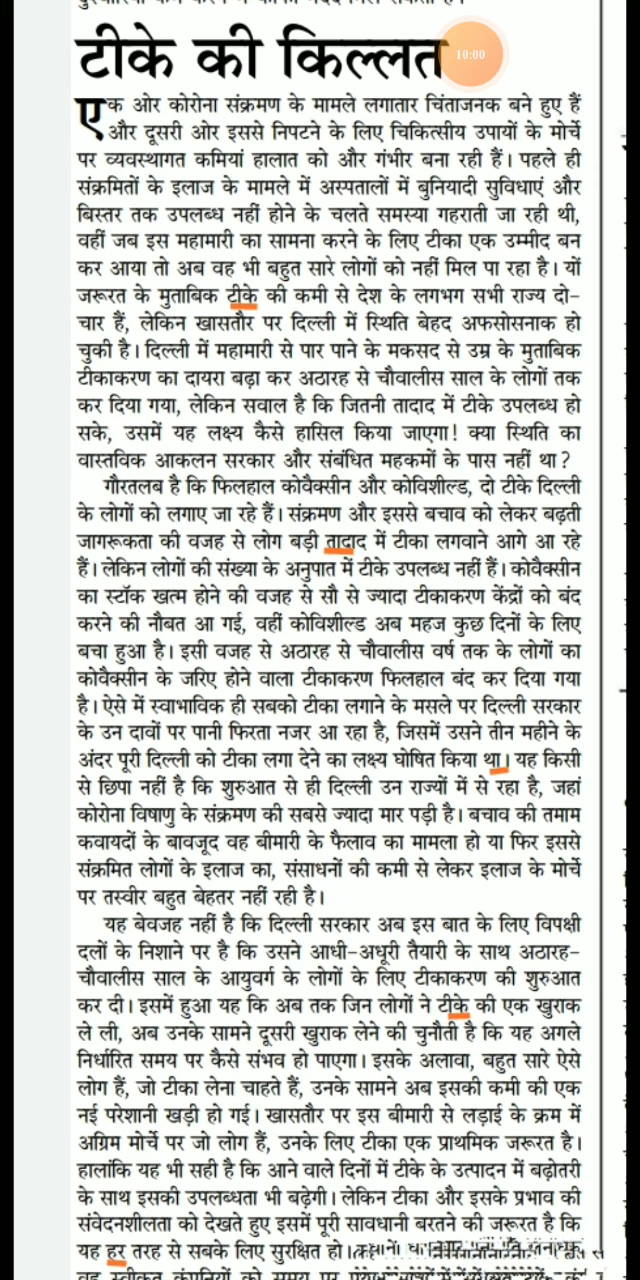 टीके की किल्लत
10:00
एक ओर कोरोना संक्रमण के मामले लगातार चिंताजनक बने हुए हैं
और दूसरी ओर इससे निपटने के लिए चिकित्सीय उपायों के मोर्चे
पर व्यवस्थागत कमियां हालात को और गंभीर बना रही हैं। पहले ही
संक्रमितों के इलाज के मामले में अस्पतालों में बुनियादी सुविधाएं और
बिस्तर तक उपलब्ध नहीं होने के चलते समस्या गहराती जा रही थी,
वहीं जब इस महामारी का सामना करने के लिए टीका एक उम्मीद बन
कर आया तो अब वह भी बहुत सारे लोगों को नहीं मिल पा रहा है। यों
जरूरत के मुताबिक टीके की कमी से देश के लगभग सभी राज्य दो-
चार हैं, लेकिन खासतौर पर दिल्ली में स्थिति बेहद अफसोसनाक हो
चुकी है। दिल्ली में महामारी से पार पाने के मकसद से उम्र के मुताबिक
टीकाकरण का दायरा बढ़ा कर अठारह से चौवालीस साल के लोगों तक
कर दिया गया, लेकिन सवाल है कि जितनी तादाद में टीके उपलब्ध हो
सके, उसमें यह लक्ष्य कैसे हासिल किया जाएगा! क्या स्थिति का
वास्तविक आकलन सरकार और संबंधित महकमों के पास नहीं था?
गौरतलब है कि फिलहाल कोवैक्सीन और कोविशील्ड, दो टीके दिल्ली
के लोगों को लगाए जा रहे हैं। संक्रमण और इससे बचाव को लेकर बढ़ती
जागरूकता की वजह से लोग बड़ी तादाद में टीका लगवाने आगे आ रहे
हैं। लेकिन लोगों की संख्या के अनुपात में टीके उपलब्ध नहीं हैं। कोवैक्सीन
का स्टॉक खत्म होने की वजह से सौ से ज्यादा टीकाकरण केंद्रों को बंद
करने की नौबत आ गई, वहीं कोविशील्ड अब महज कुछ दिनों के लिए
बचा हुआ है। इसी वजह से अठारह से चौवालीस वर्ष तक के लोगों का
कोवैक्सीन के जरिए होने वाला टीकाकरण फिलहाल बंद कर दिया गया
है। ऐसे में स्वाभाविक ही सबको टीका लगाने के मसले पर दिल्ली सरकार
के उन दावों पर पानी फिरता नजर आ रहा है, जिसमें उसने तीन महीने के
अंदर पूरी दिल्ली को टीका लगा देने का लक्ष्य घोषित किया था। यह किसी
से छिपा नहीं है कि शुरुआत से ही दिल्ली उन राज्यों में से रहा है, जहां
कोरोना विषाणु के संक्रमण की सबसे ज्यादा मार पड़ी है। बचाव की तमाम
कवायदों के बावजूद वह बीमारी के फैलाव का मामला हो या फिर इससे
संक्रमित लोगों के इलाज का, संसाधनों की कमी से लेकर इलाज के मोर्चे
पर तस्वीर बहुत बेहतर नहीं रही है।
यह बेवजह नहीं है कि दिल्ली सरकार अब इस बात के लिए विपक्षी
दलों के निशाने पर है कि उसने आधी-अधूरी तैयारी के साथ अठारह-
चौवालीस साल के आयुवर्ग के लोगों के लिए टीकाकरण की शुरुआत
कर दी। इसमें हुआ यह कि अब तक जिन लोगों ने टीके की एक खुराक
ले ली, अब उनके सामने दूसरी खुराक लेने की चुनौती है कि यह अगले
निर्धारित समय पर कैसे संभव हो पाएगा। इसके अलावा, बहुत सारे ऐसे
लोग हैं, जो टीका लेना चाहते हैं, उनके सामने अब इसकी कमी की एक
नई परेशानी खड़ी हो गई। खासतौर पर इस बीमारी से लड़ाई के क्रम में
अग्रिम मोर्चे पर जो लोग हैं, उनके लिए टीका एक प्राथमिक जरूरत है।
हालांकि यह भी सही है कि आने वाले दिनों में टीके के उत्पादन में बढ़ोतरी
के साथ इसकी उपलब्धता भी बढ़ेगी। लेकिन टीका और इसके प्रभाव की
संवेदनशीलता को देखते हुए इसमें पूरी सावधानी बरतने की जरूरत है कि
यह हर तरह से सबके लिए सुरक्षित हो।